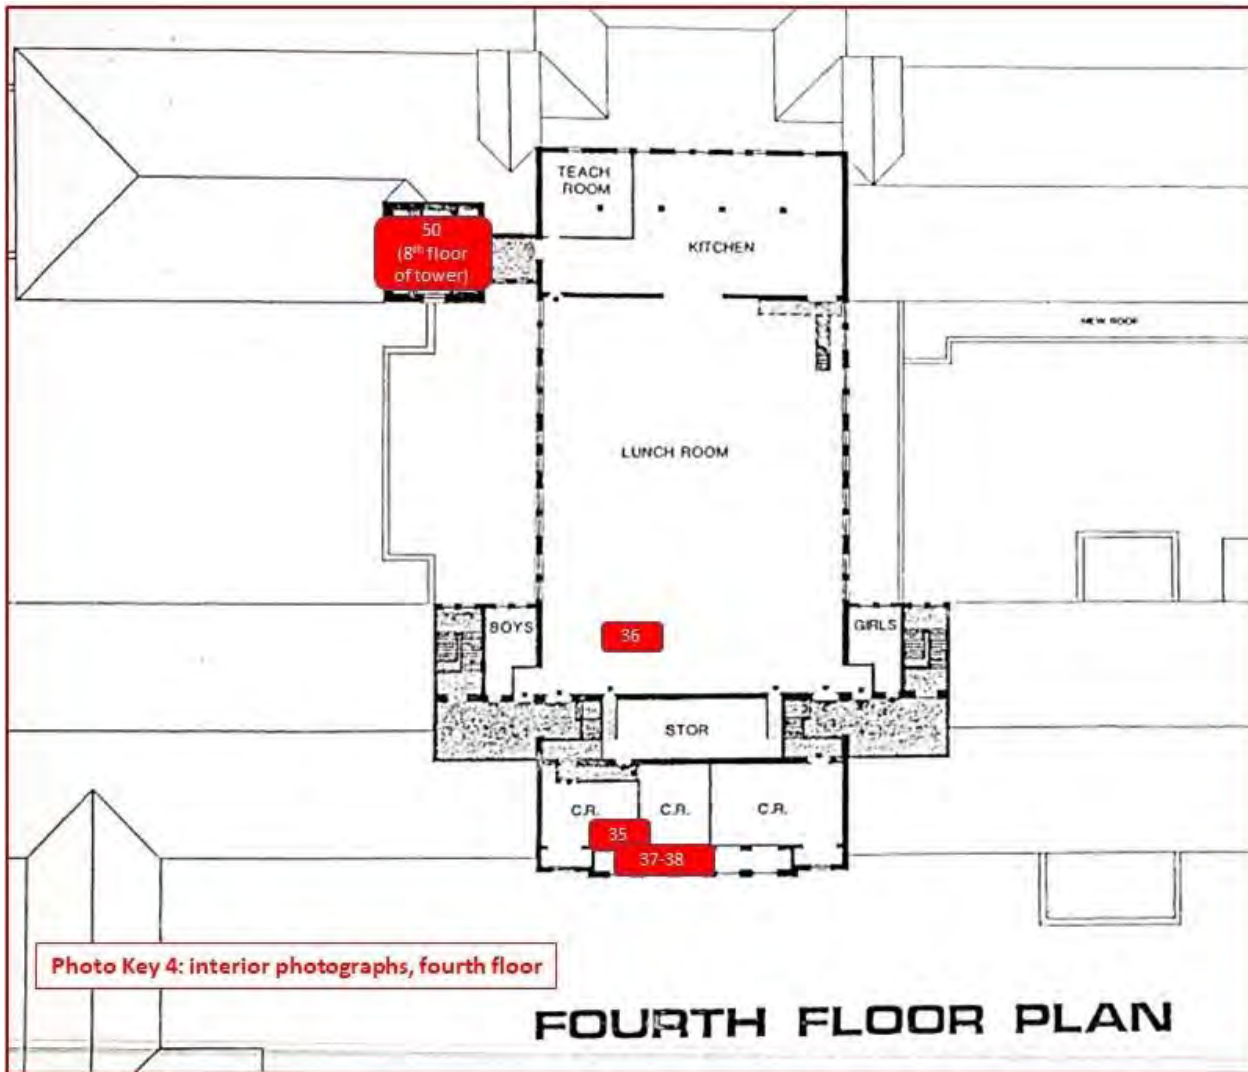 TEACH
ROOM
50
(8th floor
of tower)
KITCHEN
NEW ROOF
LUNCH ROOM
BOYS
36
GIRLS
STOR
C.R.
C.R.
C.R.
35
37-38
Photo Key 4: interior photographs, fourth floor
FOURTH FLOOR PLAN